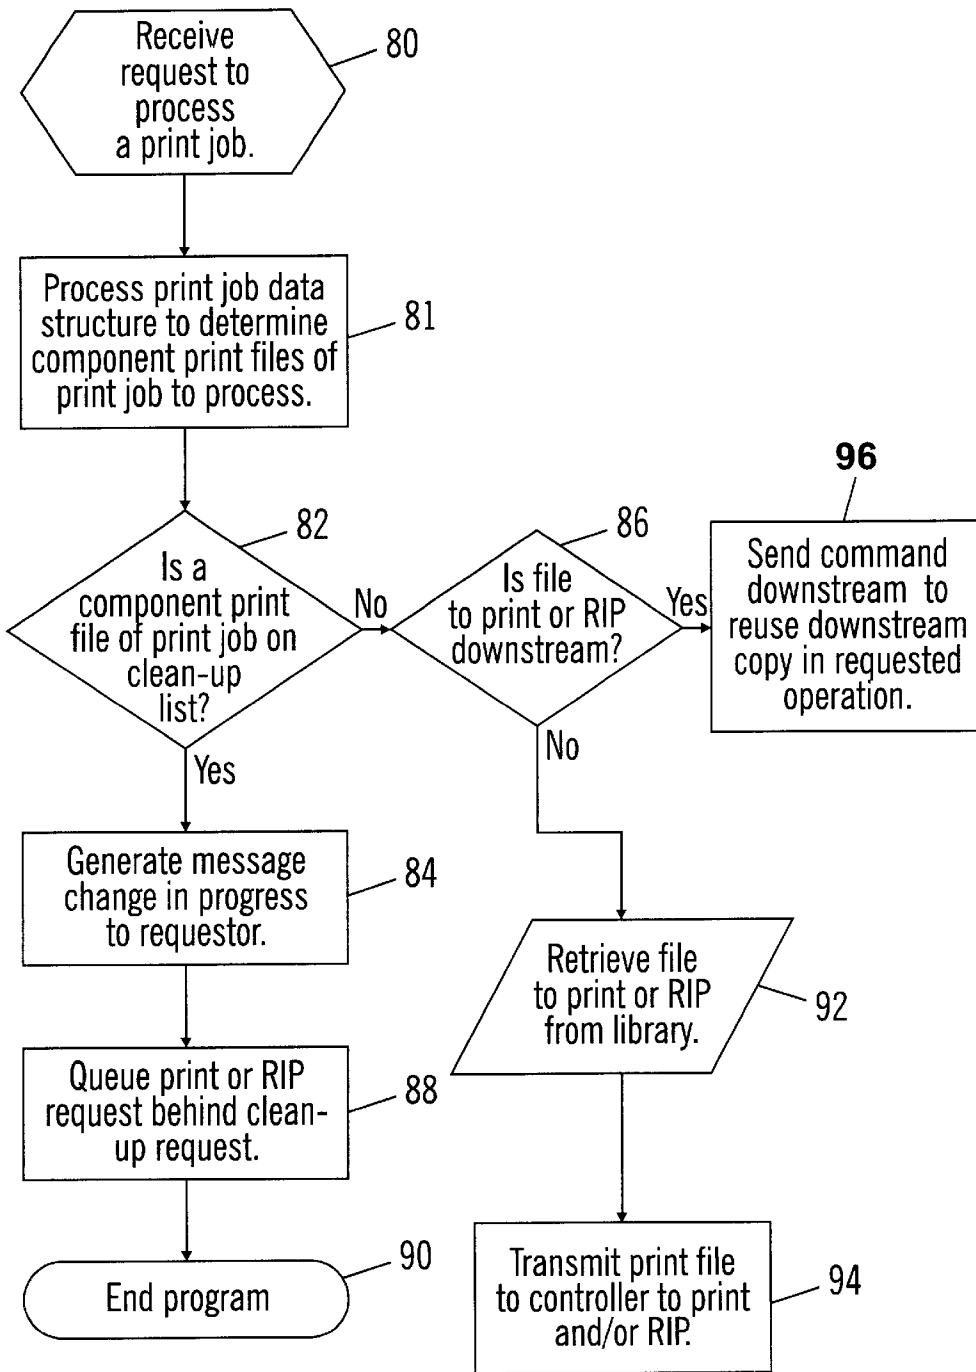 Receive
request to
process
a print job.
80
Process print job data
structure to determine
component print files of
print job to process.
81
82
Is a
component print
file of print job on
clean-up
list?
No
Yes
86
Is file
to print or RIP
downstream?
Yes
No
96
Send command
downstream to
reuse downstream
copy in requested
operation.
Generate message
change in progress
to requestor.
84
Retrieve file
to print or RIP
from library.
92
Queue print or RIP
request behind clean-
up request.
88
End program
90
Transmit print file
to controller to print
and/or RIP.
94